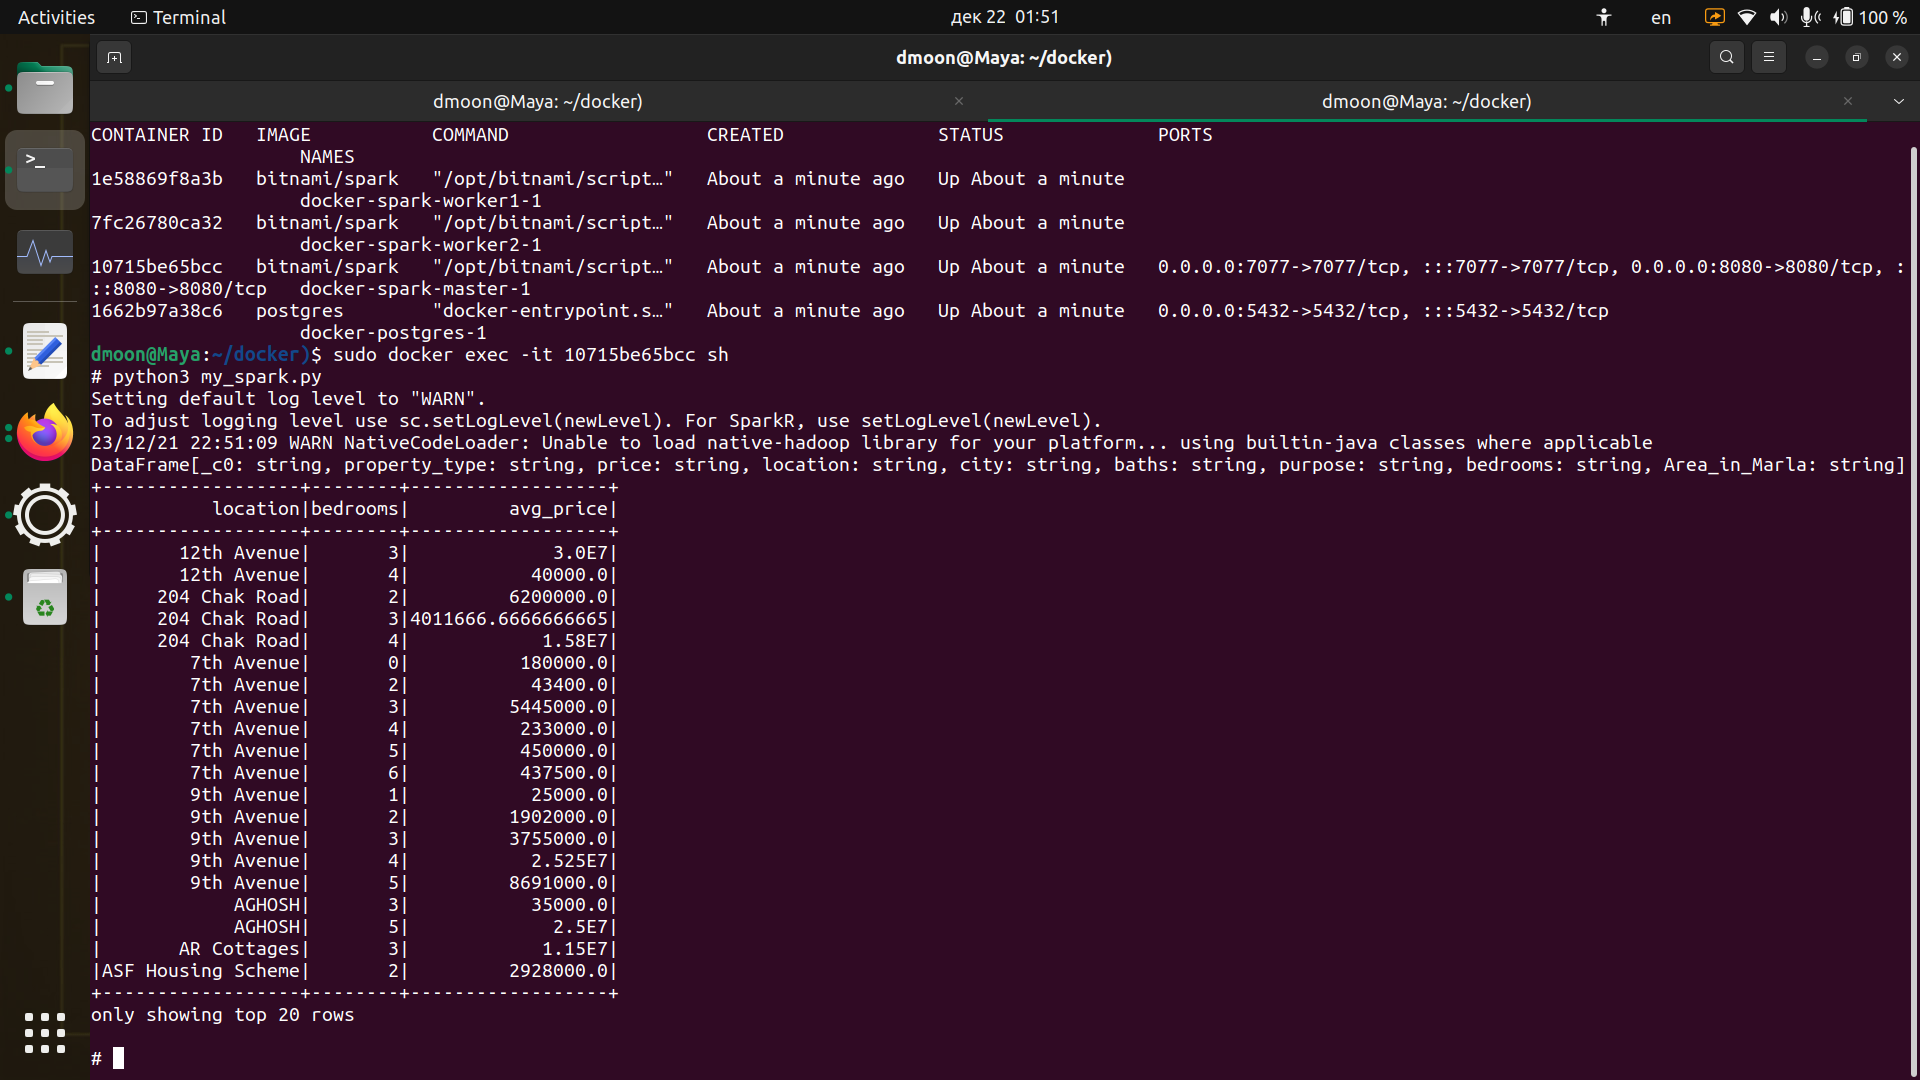 Activities Terminal дек 22 01:51 en 100 %
dmoon@Maya: ~/docker)
dmoon@Maya: ~/docker) dmoon@Maya: ~/docker)
CONTAINER ID   IMAGE           COMMAND                  CREATED              STATUS              PORTS
                   NAMES
1e58869f8a3b   bitnami/spark   "/opt/bitnami/script…"   About a minute ago   Up About a minute
                   docker-spark-worker1-1
7fc26780ca32   bitnami/spark   "/opt/bitnami/script…"   About a minute ago   Up About a minute
                   docker-spark-worker2-1
10715be65bcc   bitnami/spark   "/opt/bitnami/script…"   About a minute ago   Up About a minute   0.0.0.0:7077->7077/tcp, :::7077->7077/tcp, 0.0.0.0:8080->8080/tcp, :
::8080->8080/tcp   docker-spark-master-1
1662b97a38c6   postgres        "docker-entrypoint.s…"   About a minute ago   Up About a minute   0.0.0.0:5432->5432/tcp, :::5432->5432/tcp
                   docker-postgres-1
dmoon@Maya:~/docker)$ sudo docker exec -it 10715be65bcc sh
# python3 my_spark.py
Setting default log level to "WARN".
To adjust logging level use sc.setLogLevel(newLevel). For SparkR, use setLogLevel(newLevel).
23/12/21 22:51:09 WARN NativeCodeLoader: Unable to load native-hadoop library for your platform... using builtin-java classes where applicable
DataFrame[_c0: string, property_type: string, price: string, location: string, city: string, baths: string, purpose: string, bedrooms: string, Area_in_Marla: string]
+------------------+--------+------------------+
|          location|bedrooms|         avg_price|
+------------------+--------+------------------+
|       12th Avenue|       3|             3.0E7|
|       12th Avenue|       4|           40000.0|
|     204 Chak Road|       2|         6200000.0|
|     204 Chak Road|       3|4011666.6666666665|
|     204 Chak Road|       4|            1.58E7|
|        7th Avenue|       0|          180000.0|
|        7th Avenue|       2|           43400.0|
|        7th Avenue|       3|         5445000.0|
|        7th Avenue|       4|          233000.0|
|        7th Avenue|       5|          450000.0|
|        7th Avenue|       6|          437500.0|
|        9th Avenue|       1|           25000.0|
|        9th Avenue|       2|         1902000.0|
|        9th Avenue|       3|         3755000.0|
|        9th Avenue|       4|           2.525E7|
|        9th Avenue|       5|         8691000.0|
|            AGHOSH|       3|           35000.0|
|            AGHOSH|       5|             2.5E7|
|       AR Cottages|       3|            1.15E7|
|ASF Housing Scheme|       2|         2928000.0|
+------------------+--------+------------------+
only showing top 20 rows
#